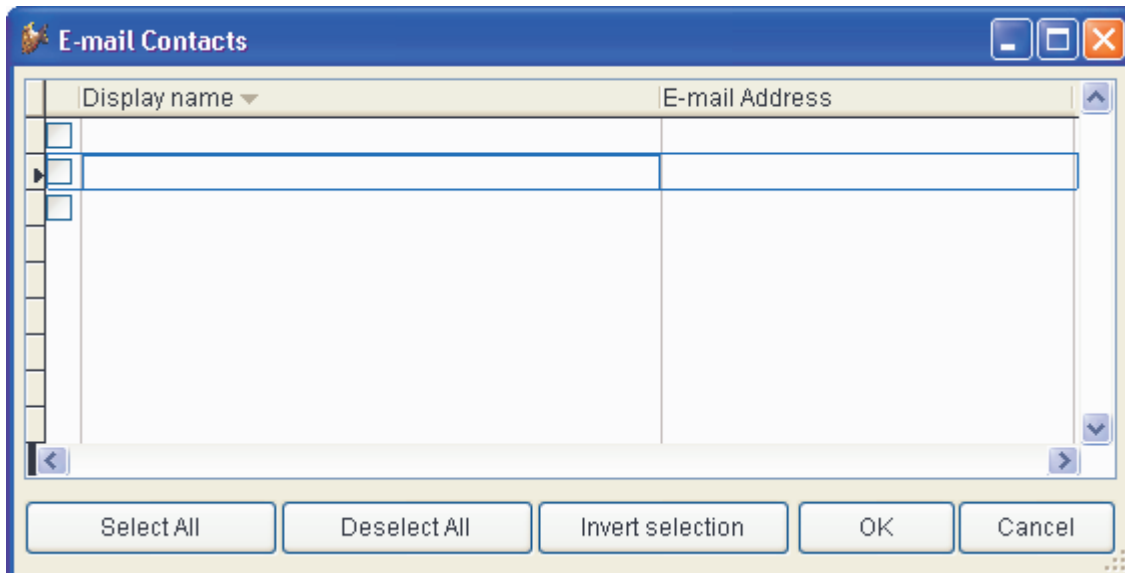 E-mail Contacts
Display name E-mail Address
Select All Deselect All Invert selection OK Cancel